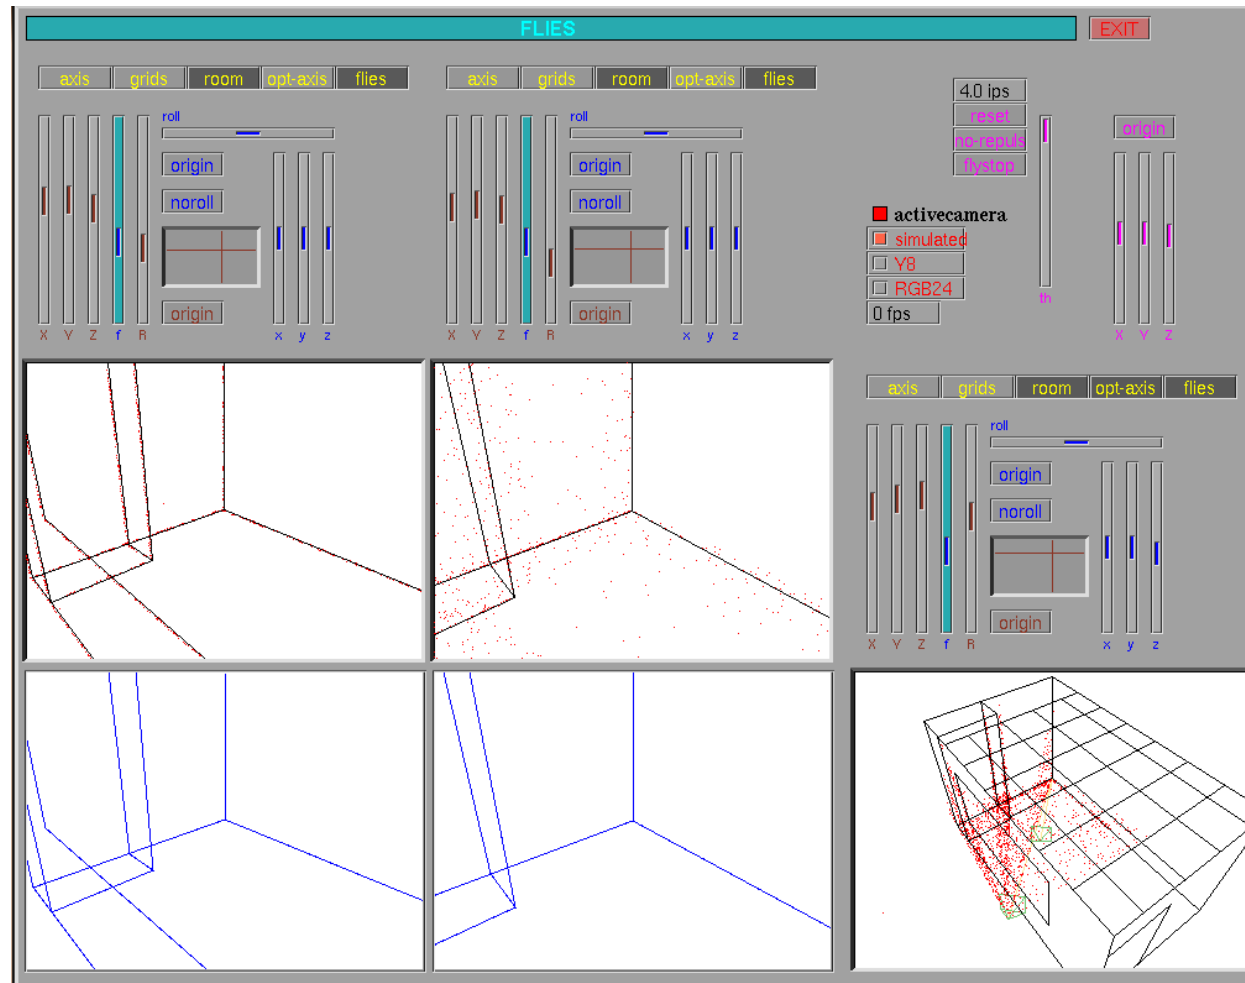 FLIES EXIT
axis grids room opt-axis flies
roll
origin
noroll
origin
X Y Z f R x y z
axis grids room opt-axis flies
roll
origin
noroll
origin
X Y Z f R x y z
4.0 ips
reset
no-repuls
flystop
th
origin
X Y Z
activecamera
simulated
Y8
RGB24
0 fps
axis grids room opt-axis flies
roll
origin
noroll
origin
X Y Z f R x y z